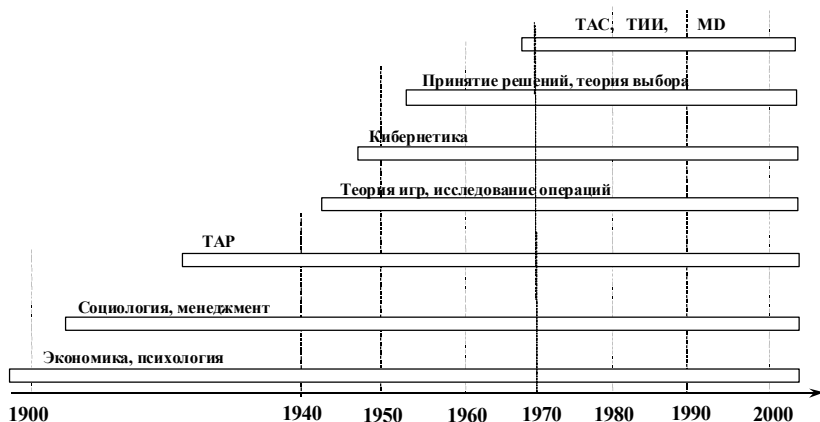 ТАС, ТИИ, MD
Принятие решений, теория выбора
Кибернетика
Теория игр, исследование операций
ТАР
Социология, менеджмент
Экономика, психология
1900 1940 1950 1960 1970 1980 1990 2000